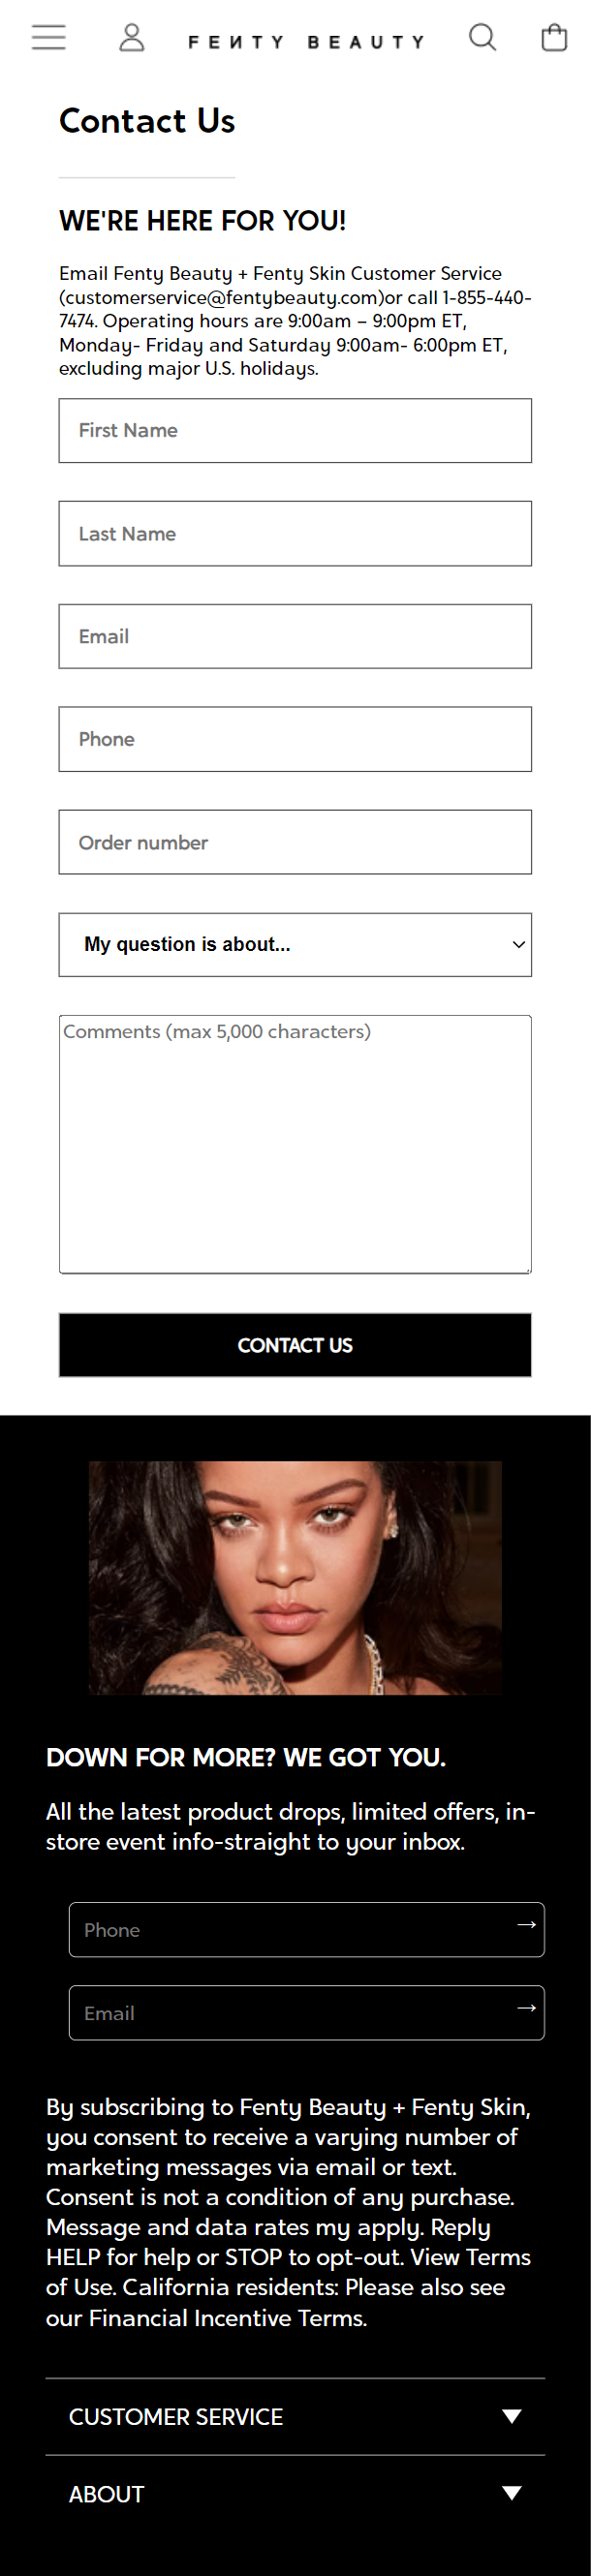 FEИTY BEAUTY
Contact Us
WE'RE HERE FOR YOU!
Email Fenty Beauty + Fenty Skin Customer Service
(customerservice@fentybeauty.com)or call 1-855-440-
7474. Operating hours are 9:00am – 9:00pm ET,
Monday- Friday and Saturday 9:00am- 6:00pm ET,
excluding major U.S. holidays.
First Name
Last Name
Email
Phone
Order number
My question is about...
Comments (max 5,000 characters)
CONTACT US
DOWN FOR MORE? WE GOT YOU.
All the latest product drops, limited offers, in-
store event info-straight to your inbox.
Phone
Email
By subscribing to Fenty Beauty + Fenty Skin,
you consent to receive a varying number of
marketing messages via email or text.
Consent is not a condition of any purchase.
Message and data rates my apply. Reply
HELP for help or STOP to opt-out. View Terms
of Use. California residents: Please also see
our Financial Incentive Terms.
CUSTOMER SERVICE
ABOUT